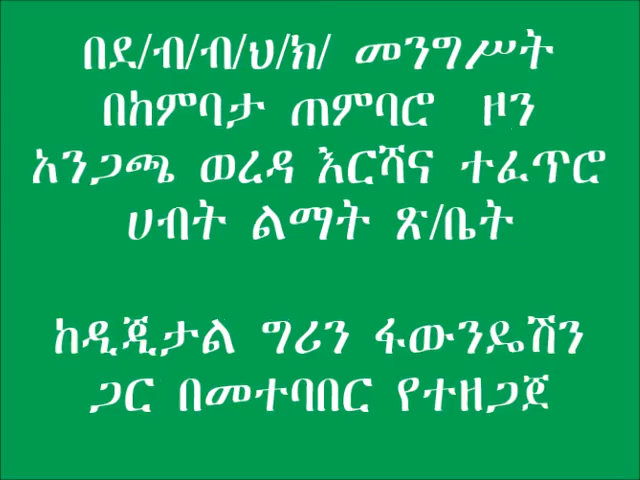 በደ/ብ/ብ/ህ/ክ/ መንግሥት
በከምባታ ጠምባሮ ዞን
አንጋጫ ወረዳ እርሻና ተፈጥሮ
ሀብት ልማት ጽ/ቤት
ከዲጂታል ግሪን ፋውንዴሽን
ጋር በመተባበር የተዘጋጀ